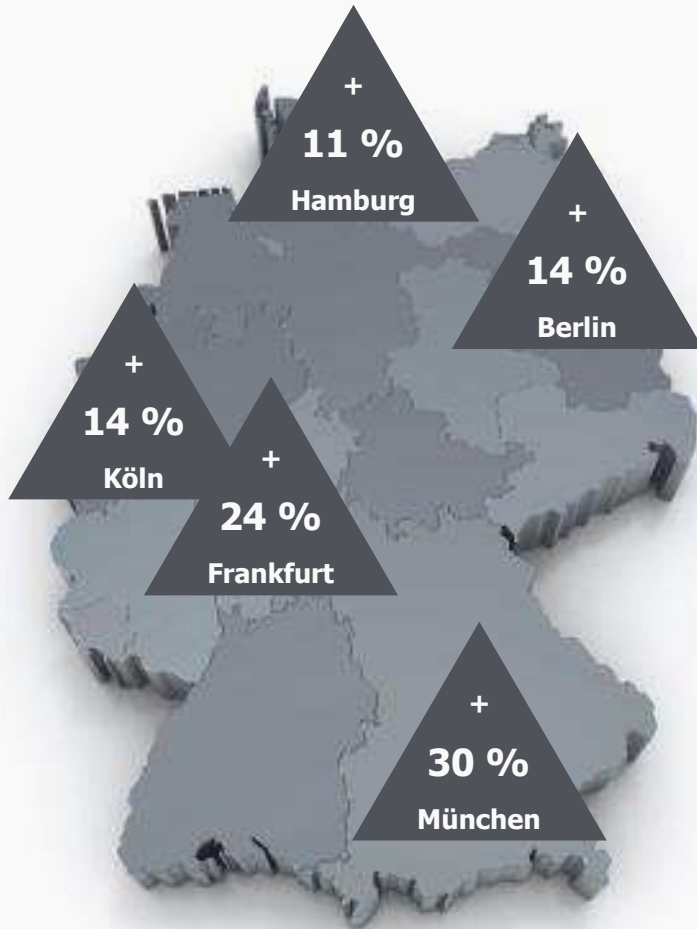 +
11 %
Hamburg
+
14 %
Berlin
+
14 %
Köln
+
24 %
Frankfurt
+
30 %
München